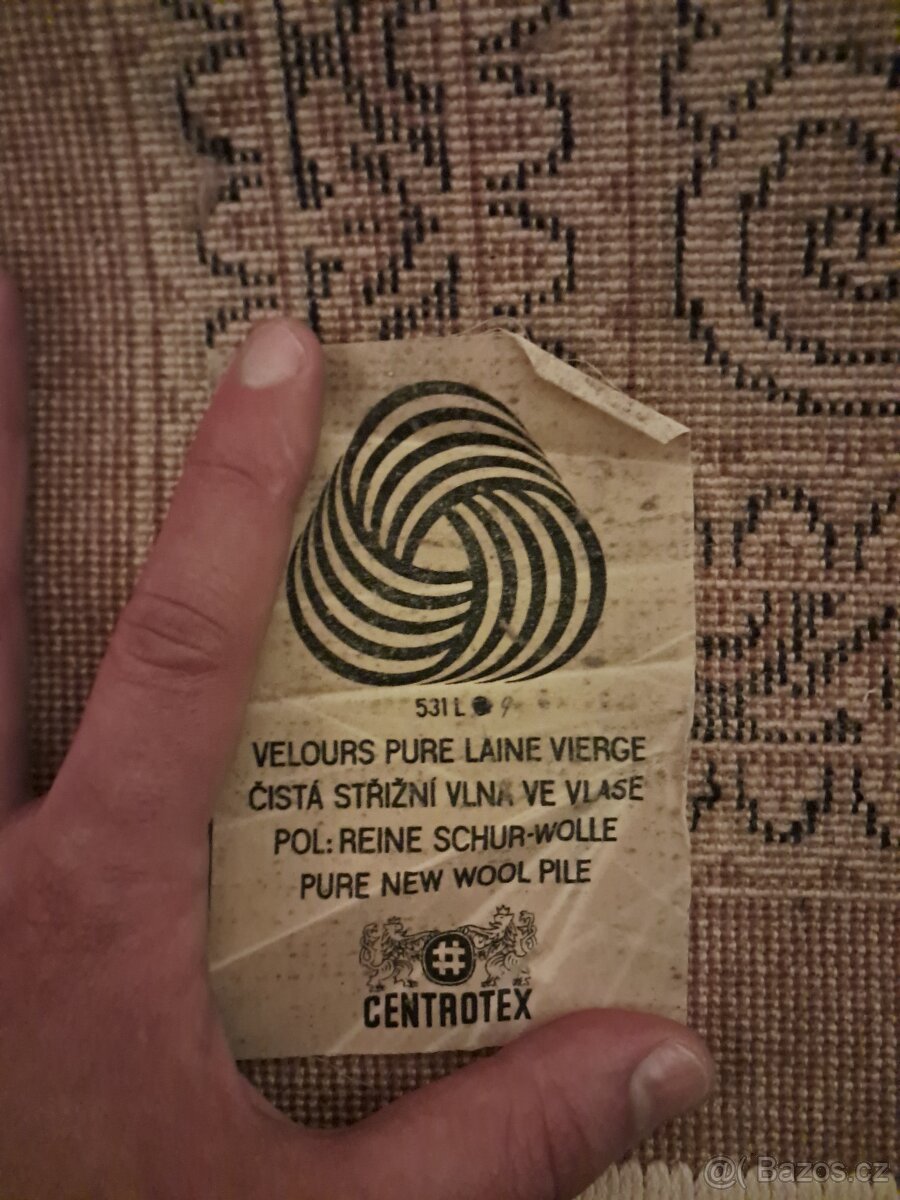 531 L
VELOURS PURE LAINE VIERGE
ČISTÁ STŘIŽNÍ VLNA VE VLASE
POL: REINE SCHUR-WOLLE
PURE NEW WOOL PILE
CENTROTEX
Bazos.cz